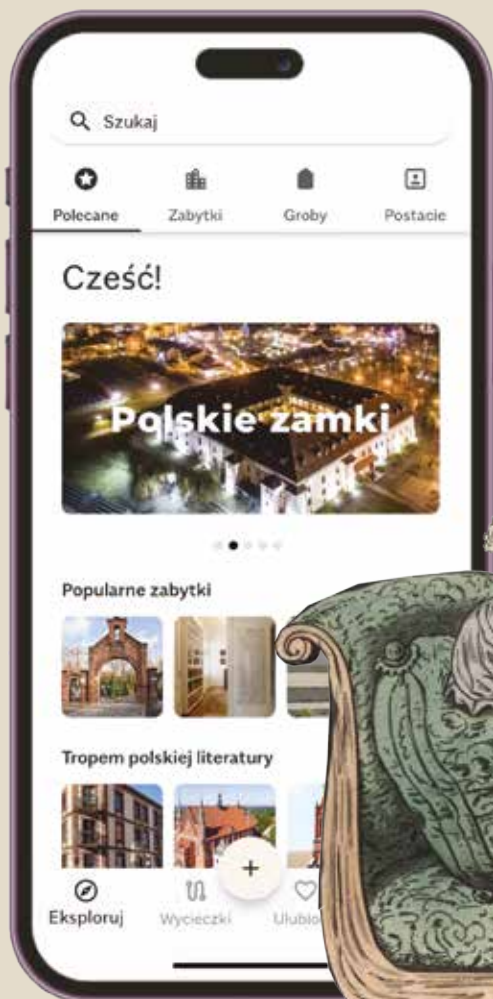 Szukaj
Polecane Zabytki Groby Postacie
Cześć!
Polskie zamki
Popularne zabytki
Tropem polskiej literatury
+
Eksploruj Wycieczki